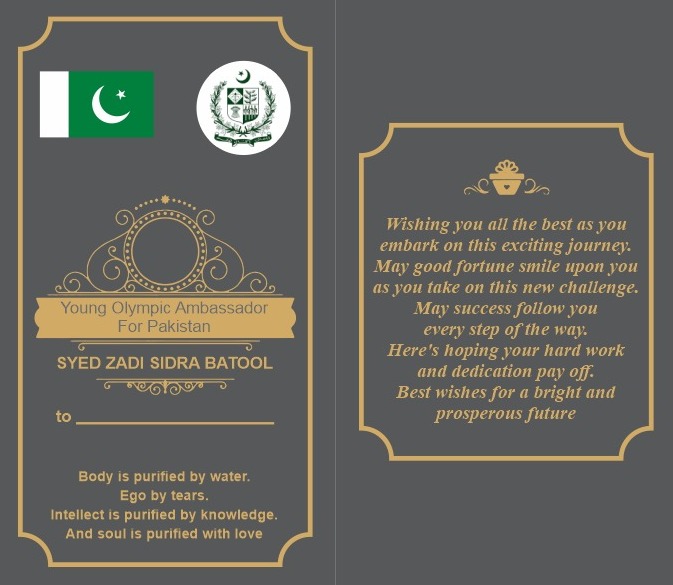 Young Olympic Ambassador
For Pakistan
SYED ZADI SIDRA BATOOL
to
Body is purified by water.
Ego by tears.
Intellect is purified by knowledge.
And soul is purified with love
Wishing you all the best as you
embark on this exciting journey.
May good fortune smile upon you
as you take on this new challenge.
May success follow you
every step of the way.
Here's hoping your hard work
and dedication pay off.
Best wishes for a bright and
prosperous future